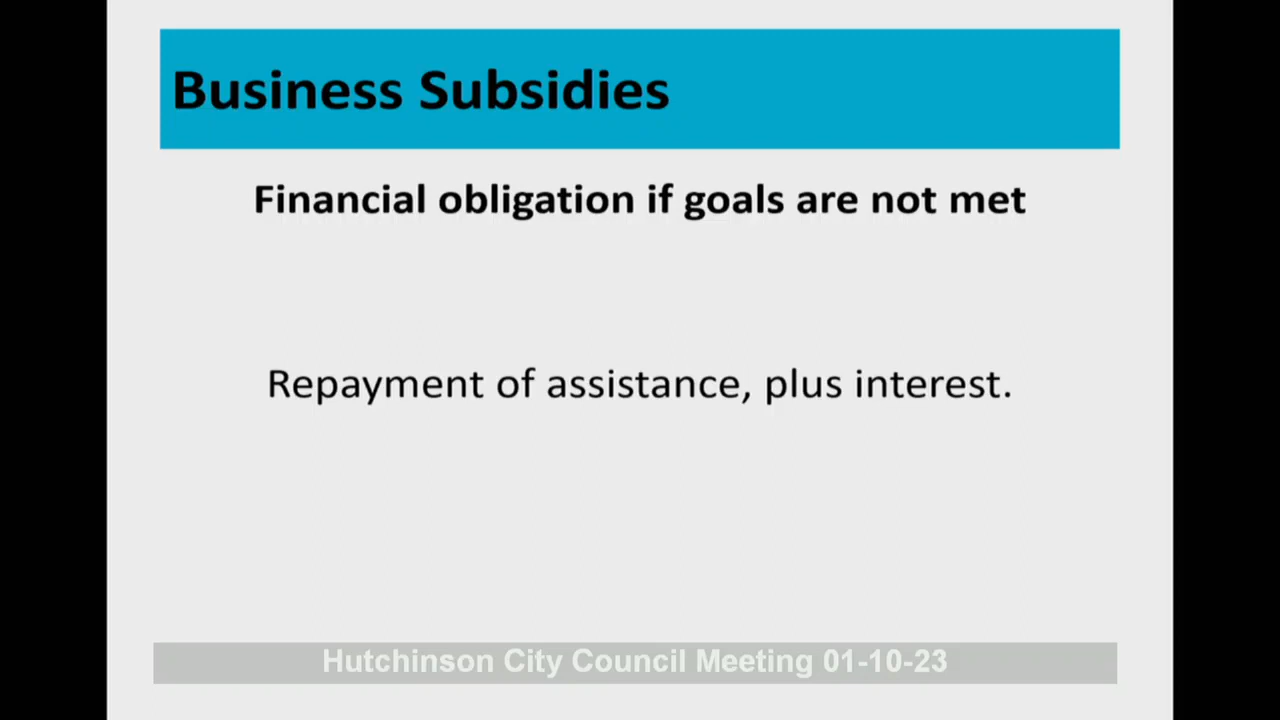 Business Subsidies
Financial obligation if goals are not met
Repayment of assistance, plus interest.
Hutchinson City Council Meeting 01-10-23